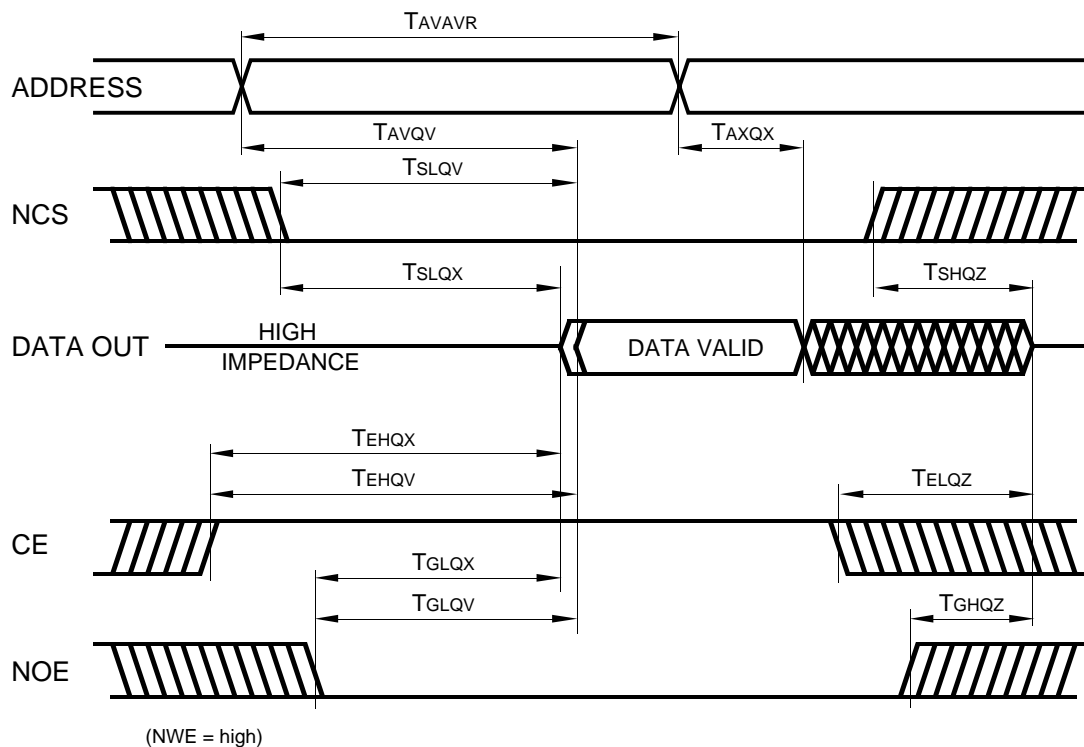 TAVAVR
ADDRESS
TAVQV
TAXQX
TSLQV
NCS
TSLQX
TSHQZ
DATA OUT
HIGH
IMPEDANCE
DATA VALID
TEHQX
TEHQV
TELQZ
CE
TGLQX
TGLQV
TGHQZ
NOE
(NWE = high)